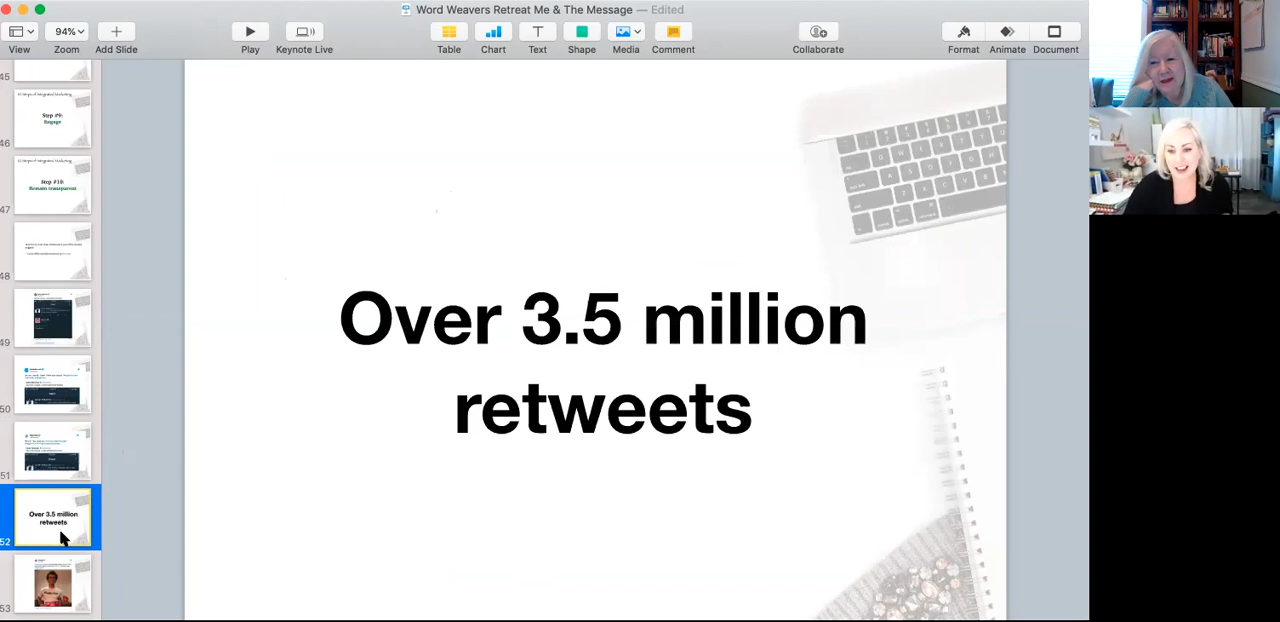 Word Weavers Retreat Me & The Message — Edited
94%
View
Zoom
Add Slide
Play
Keynote Live
Table
Chart
Text
Shape
Media
Comment
Collaborate
Format
Animate
Document
45
Step #9:
Engage
46
Step #10:
Remain transparent
47
48
49
50
51
Over 3.5 million
retweets
52
53
Over 3.5 million
retweets